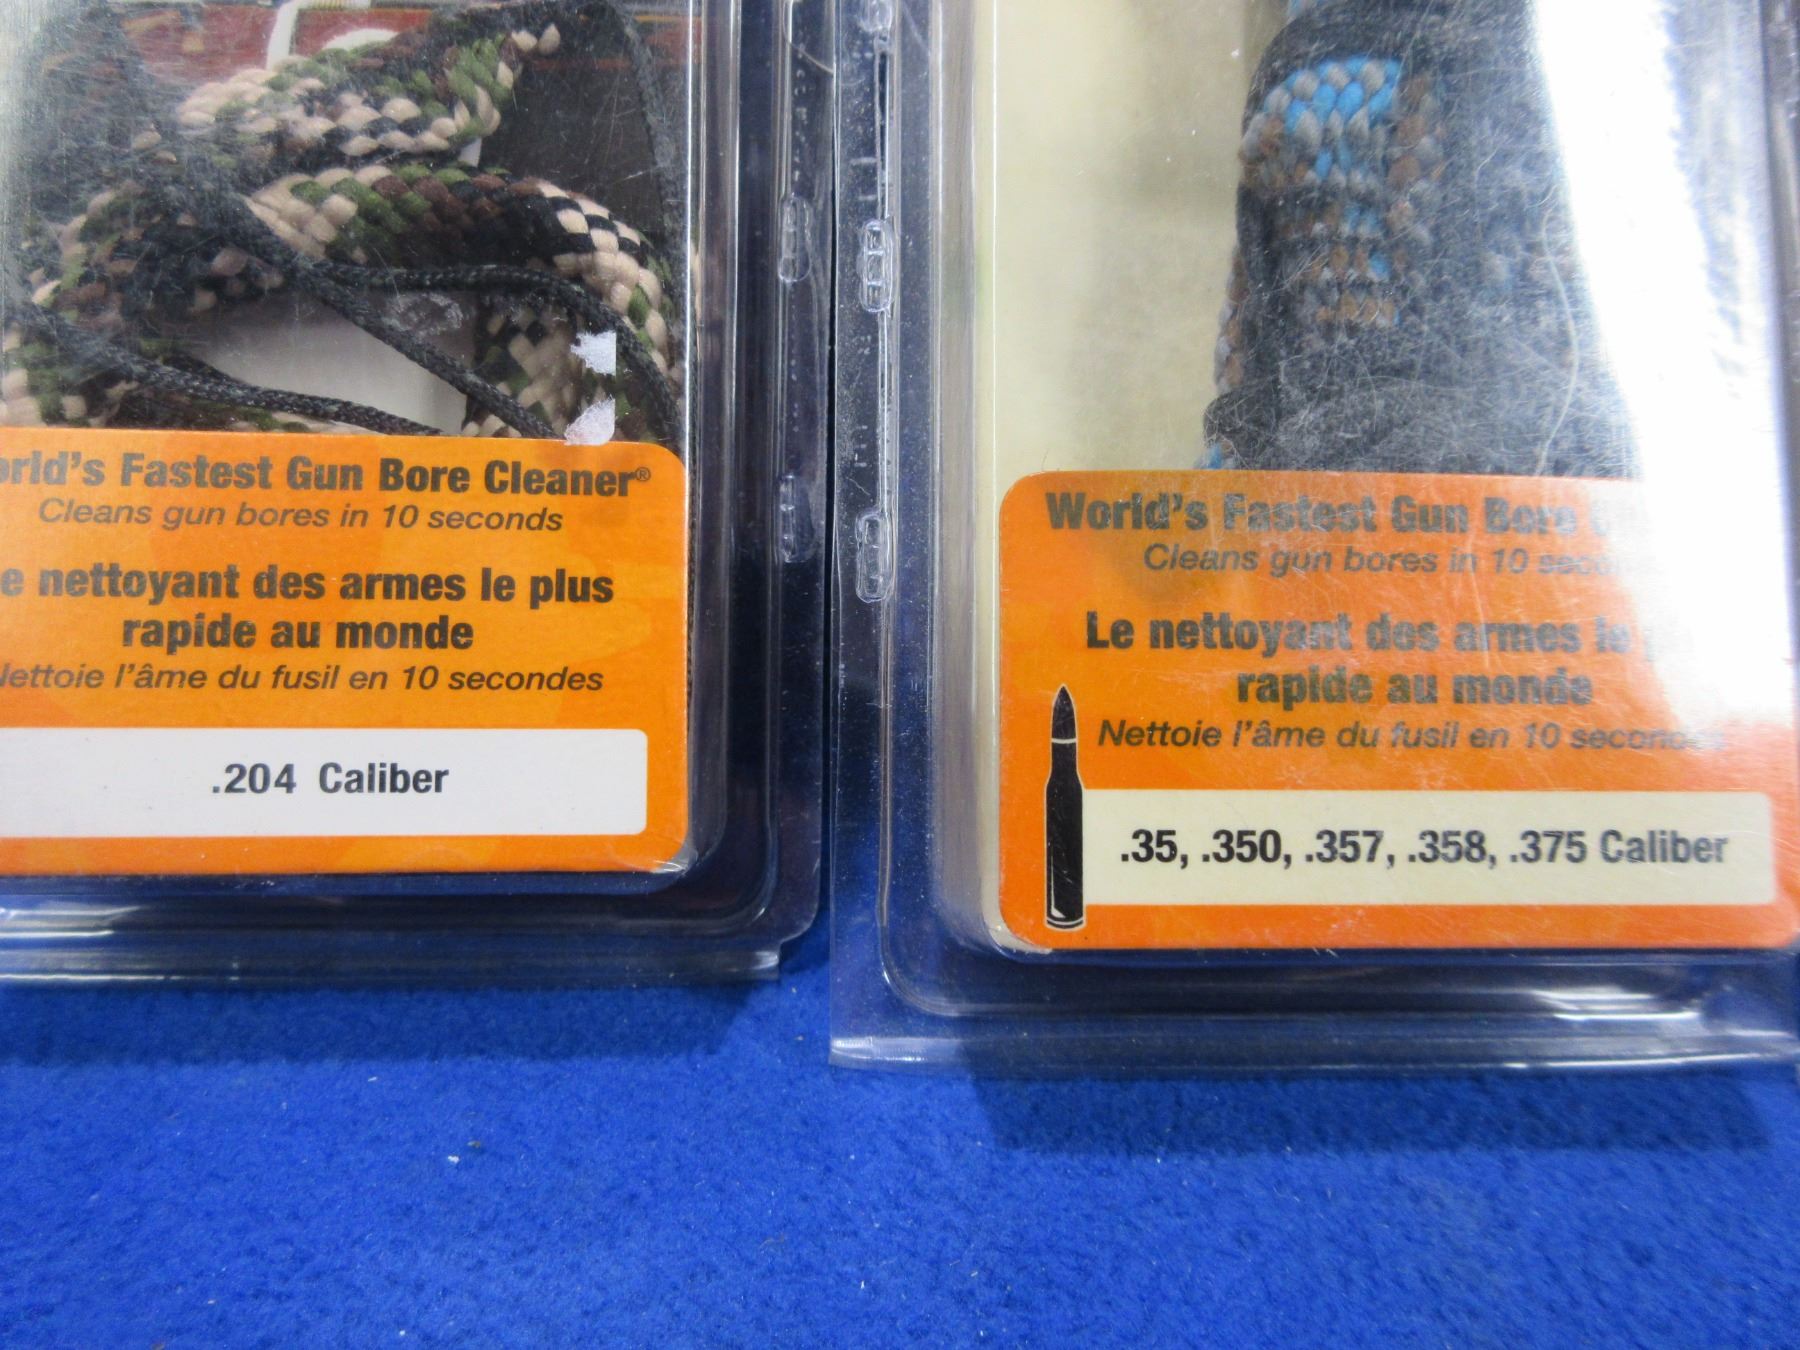 World's Fastest Gun Bore Cleaner®
Cleans gun bores in 10 seconds
e nettoyant des armes le plus
rapide au monde
Nettoie l'âme du fusil en 10 secondes
.204 Caliber
World's Fastest Gun Bore
Cleans gun bores in 10
Le nettoyant des armes le
rapide au monde
Nettoie l'âme du fusil en 10 secondes
.35, .350, .357, .358, .375 Caliber